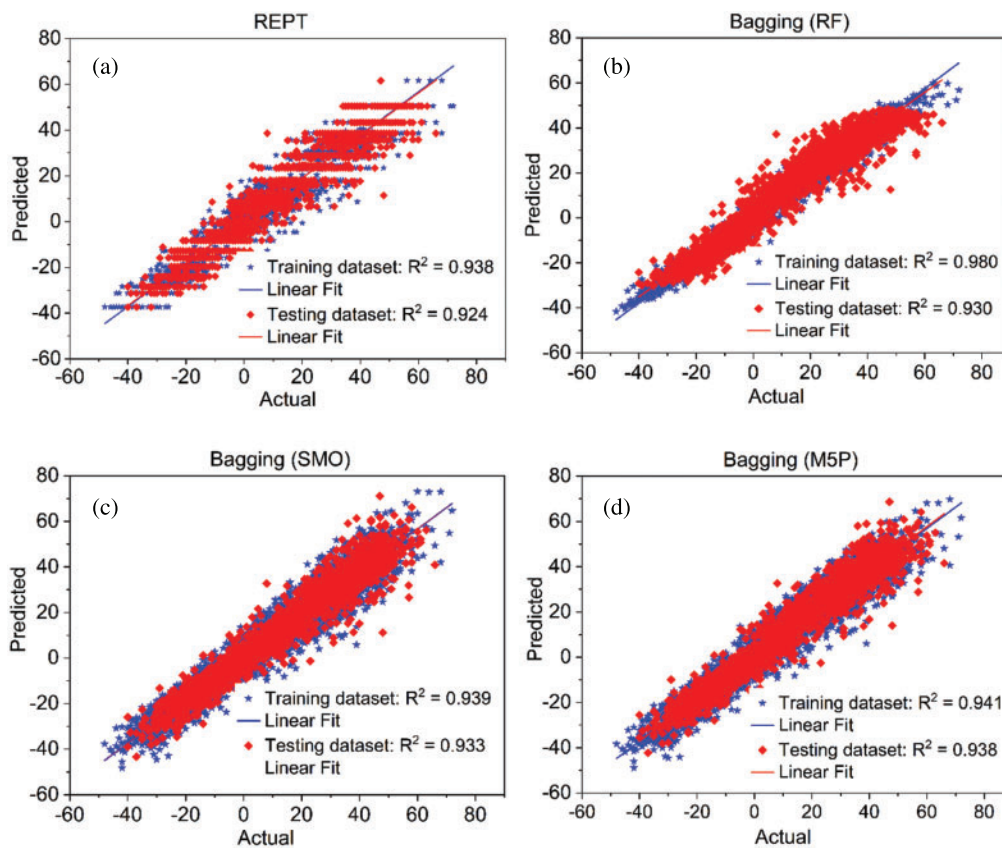 REPT
(a)
80
60
40
20
0
-20
-40
-60
Predicted
Training dataset: R² = 0.938
Linear Fit
Testing dataset: R² = 0.924
Linear Fit
-60 -40 -20 0 20 40 60 80
Actual
Bagging (RF)
(b)
80
60
40
20
0
-20
-40
-60
Predicted
Training dataset: R² = 0.980
Linear Fit
Testing dataset: R² = 0.930
Linear Fit
-60 -40 -20 0 20 40 60 80
Actual
Bagging (SMO)
(c)
80
60
40
20
0
-20
-40
-60
Predicted
Training dataset: R² = 0.939
Linear Fit
Testing dataset: R² = 0.933
Linear Fit
-60 -40 -20 0 20 40 60 80
Actual
Bagging (M5P)
(d)
80
60
40
20
0
-20
-40
-60
Predicted
Training dataset: R² = 0.941
Linear Fit
Testing dataset: R² = 0.938
Linear Fit
-60 -40 -20 0 20 40 60 80
Actual